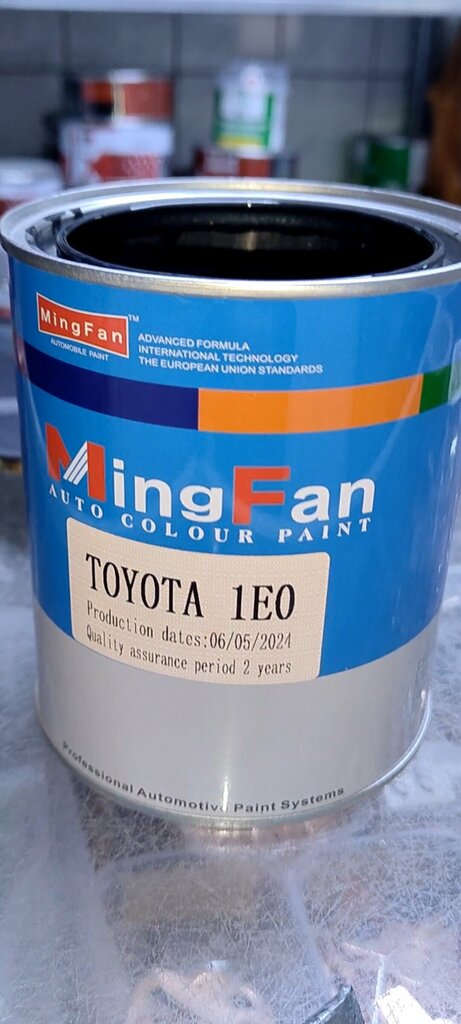 MingFan™
AUTOMOBILE PAINT
ADVANCED FORMULA
INTERNATIONAL TECHNOLOGY
THE EUROPEAN UNION STANDARDS
MingFan
AUTO COLOUR PAINT
TOYOTA 1E0
Production dates:06/05/2024
Quality assurance period 2 years
Professional Automotive Paint Systems